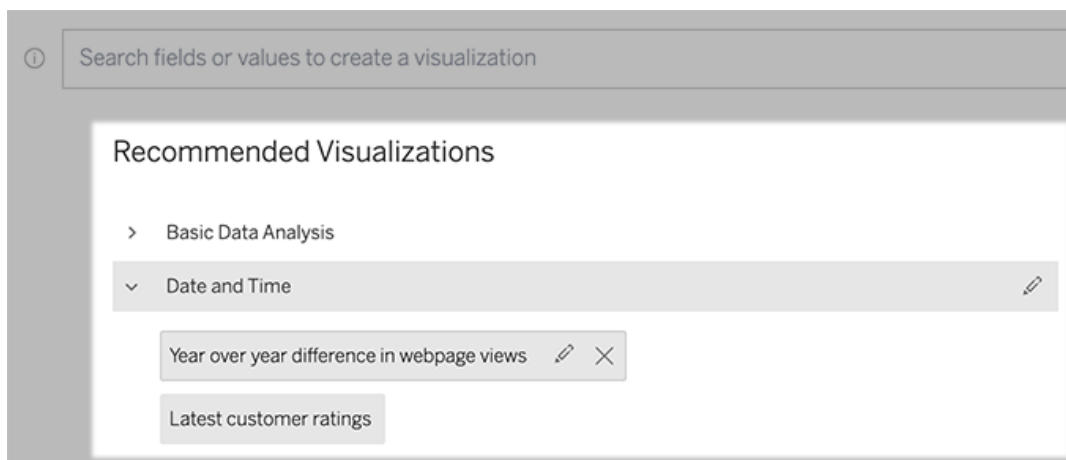 Search fields or values to create a visualization
Recommended Visualizations
Basic Data Analysis
Date and Time
Year over year difference in webpage views
Latest customer ratings